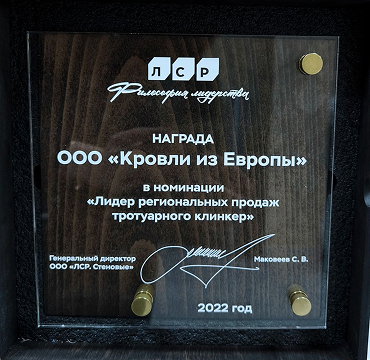 ЛСР
Философия лидерства
НАГРАДА
ООО «Кровли из Европы»
в номинации
«Лидер региональных продаж
тротуарного клинкер»
Генеральный директор
ООО «ЛСР. Стеновые»
Маковеев С. В.
2022 год